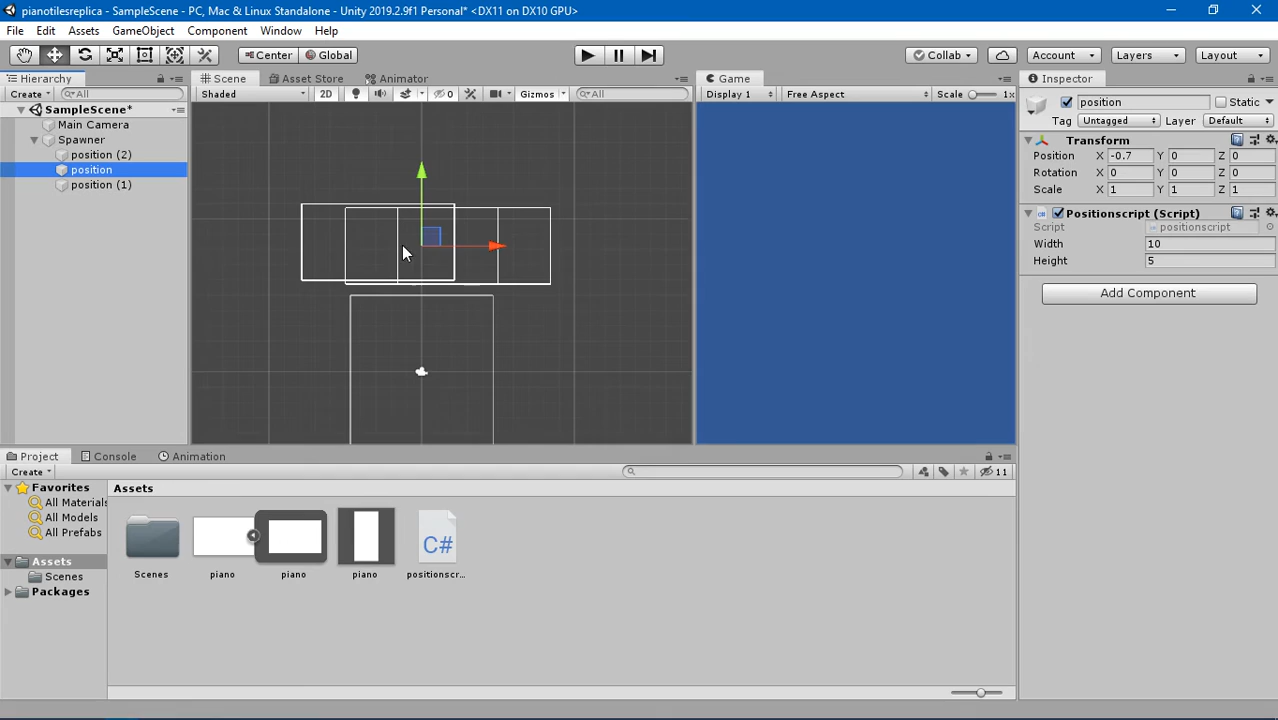 pianotilesreplica - SampleScene - PC, Mac & Linux Standalone - Unity 2019.2.9f1 Personal* <DX11 on DX10 GPU>
File Edit Assets GameObject Component Window Help
Center Global Collab Account Layers Layout
Hierarchy Scene Asset Store Animator Game Inspector
Create All Shaded 2D 0 Gizmos All Display 1 Free Aspect Scale 1x position Static
SampleScene* Tag Untagged Layer Default
Main Camera
Spawner Transform
position (2) Position X -0.7 Y 0 Z 0
position Rotation X 0 Y 0 Z 0
position (1) Scale X 1 Y 1 Z 1
Positionscript (Script)
Script positionscript
Width 10
Height 5
Add Component
Project Console Animation
Create 11
Favorites Assets
All Materials
All Models
All Prefabs
C#
Assets
Scenes
Packages
Scenes piano piano piano positionscr...